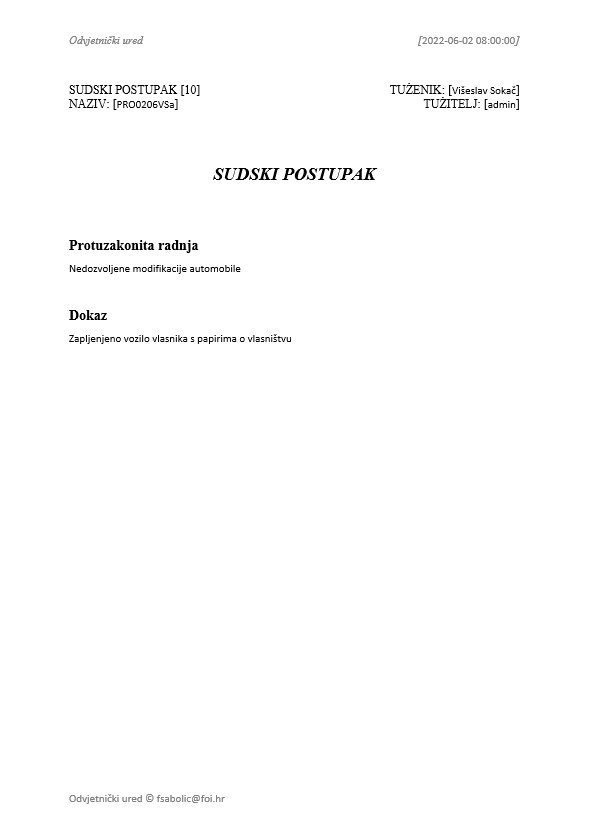 Odvjetnički ured [2022-06-02 08:00:00]
SUDSKI POSTUPAK [10] TUŽENIK: [Višeslav Sokač]
NAZIV: [PRO0206VSa] TUŽITELJ: [admin]
SUDSKI POSTUPAK
Protuzakonita radnja
Nedozvoljene modifikacije automobile
Dokaz
Zapljenjeno vozilo vlasnika s papirima o vlasništvu
Odvjetnički ured © fsabolic@foi.hr